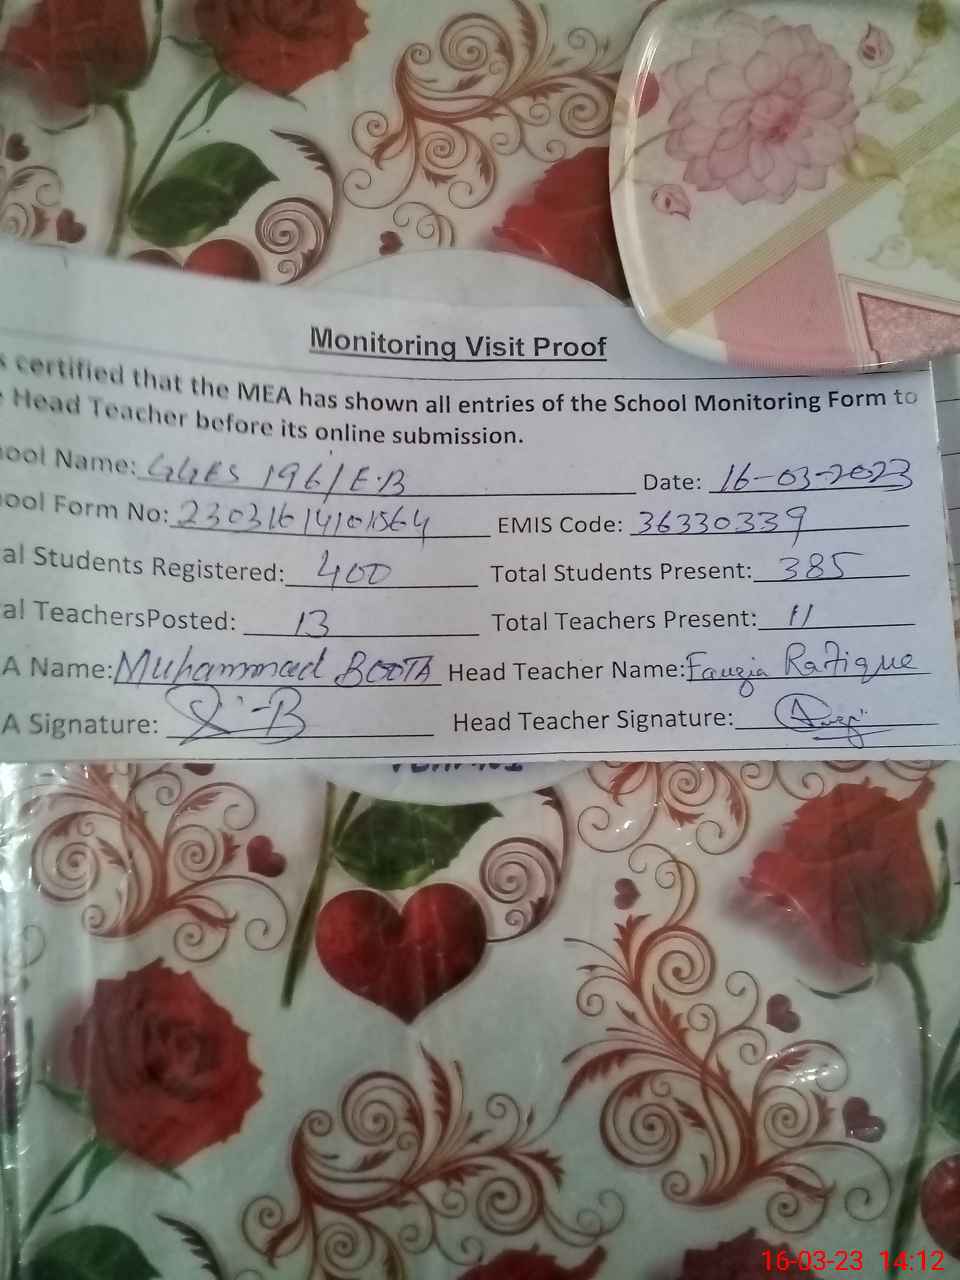 Monitoring Visit Proof
s certified that the MEA has shown all entries of the School Monitoring Form to
Head Teacher before its online submission.
ool Name: GGES 196/E.B Date: 16-03-2023
ool Form No: EMIS Code: 36330339
al Students Registered: 400 Total Students Present: 385
al TeachersPosted: 13 Total Teachers Present: 11
A Name: Muhammad BOOTA Head Teacher Name: Fauzia Rafique
A Signature: Head Teacher Signature:
16-03-23 14:12